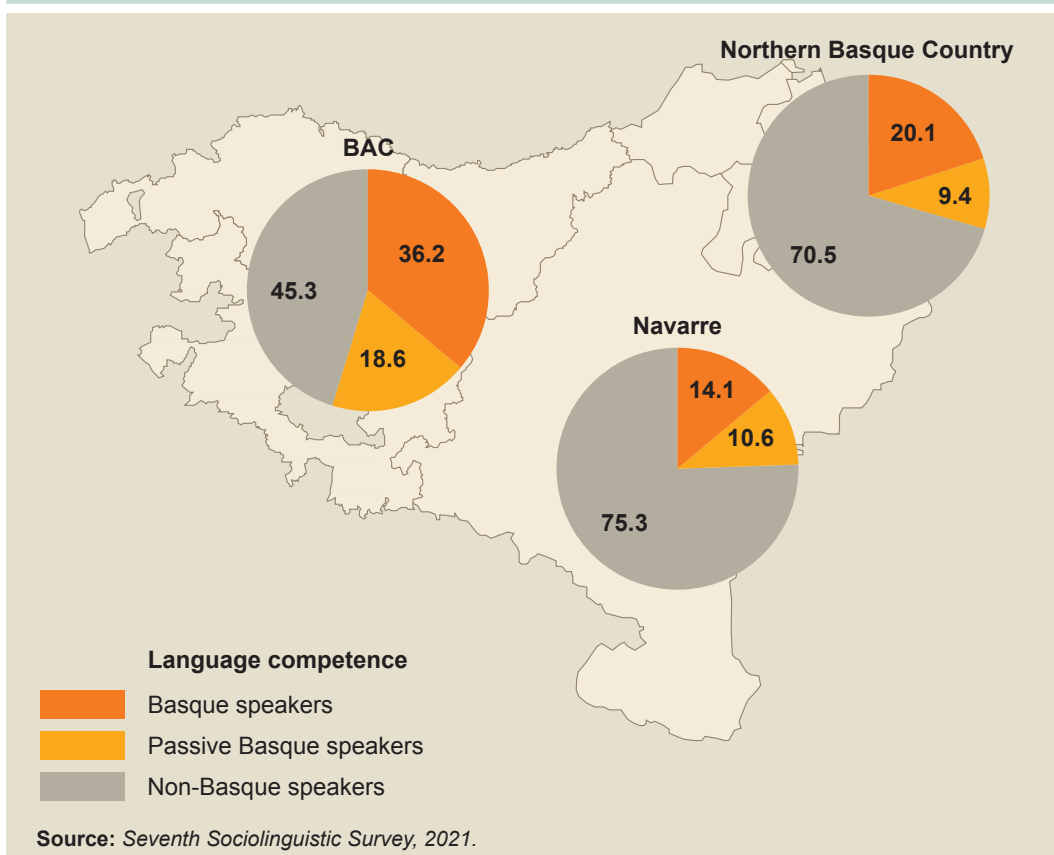 Northern Basque Country
20.1
9.4
70.5
BAC
36.2
45.3
18.6
Navarre
14.1
10.6
75.3
Language competence
Basque speakers
Passive Basque speakers
Non-Basque speakers
Source: Seventh Sociolinguistic Survey, 2021.